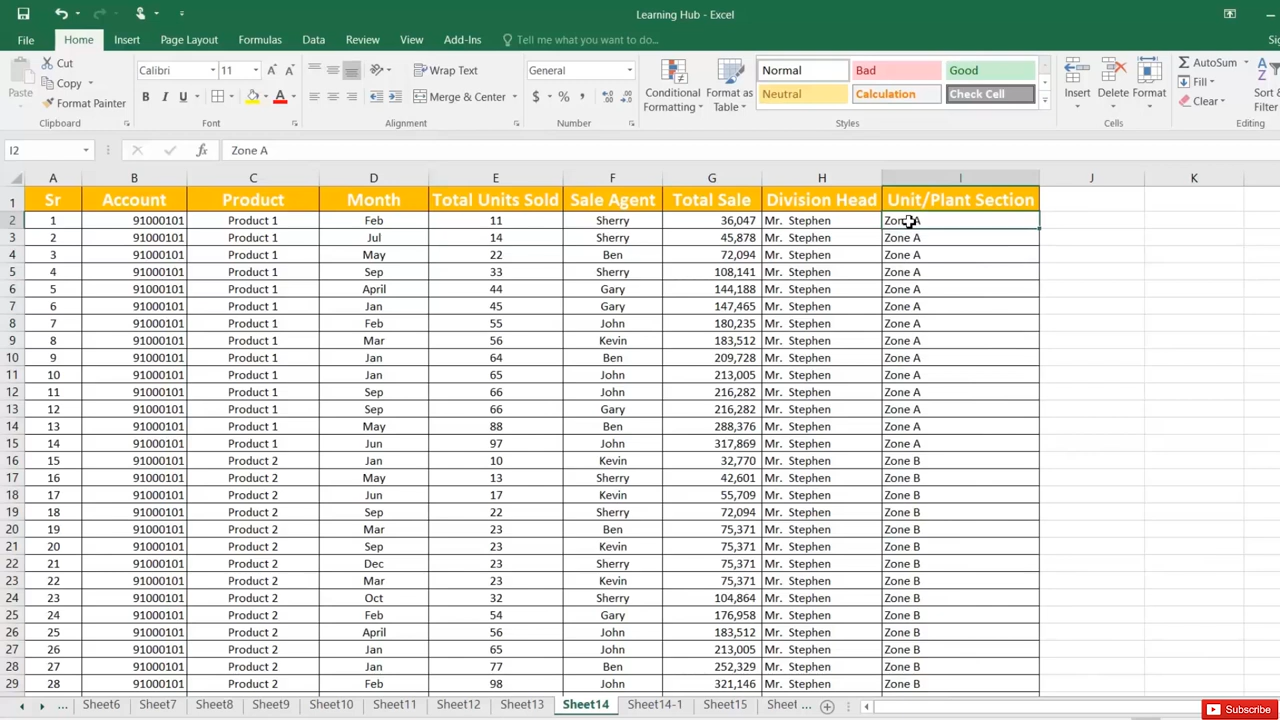 Learning Hub - Excel
File Home Insert Page Layout Formulas Data Review View Add-Ins Tell me what you want to do...
Paste
Cut
Copy
Format Painter
Clipboard
Calibri 11
B I U
Font
Wrap Text
Merge & Center
Alignment
General
$ % ,
Number
Conditional Formatting
Format as Table
Normal Bad Good
Neutral Calculation Check Cell
Styles
Insert Delete Format
Cells
AutoSum
Fill
Clear
Sort &
Filter
Editing
I2 fx Zone A
A B C D E F G H I J K
1 Sr Account Product Month Total Units Sold Sale Agent Total Sale Division Head Unit/Plant Section
2 1 91000101 Product 1 Feb 11 Sherry 36,047 Mr. Stephen Zone A
3 2 91000101 Product 1 Jul 14 Sherry 45,878 Mr. Stephen Zone A
4 3 91000101 Product 1 May 22 Ben 72,094 Mr. Stephen Zone A
5 4 91000101 Product 1 Sep 33 Sherry 108,141 Mr. Stephen Zone A
6 5 91000101 Product 1 April 44 Gary 144,188 Mr. Stephen Zone A
7 6 91000101 Product 1 Jan 45 Gary 147,465 Mr. Stephen Zone A
8 7 91000101 Product 1 Feb 55 John 180,235 Mr. Stephen Zone A
9 8 91000101 Product 1 Mar 56 Kevin 183,512 Mr. Stephen Zone A
10 9 91000101 Product 1 Jan 64 Ben 209,728 Mr. Stephen Zone A
11 10 91000101 Product 1 Jan 65 John 213,005 Mr. Stephen Zone A
12 11 91000101 Product 1 Sep 66 John 216,282 Mr. Stephen Zone A
13 12 91000101 Product 1 Sep 66 Gary 216,282 Mr. Stephen Zone A
14 13 91000101 Product 1 May 88 Ben 288,376 Mr. Stephen Zone A
15 14 91000101 Product 1 Jun 97 John 317,869 Mr. Stephen Zone A
16 15 91000101 Product 2 Jan 10 Kevin 32,770 Mr. Stephen Zone B
17 16 91000101 Product 2 May 13 Sherry 42,601 Mr. Stephen Zone B
18 17 91000101 Product 2 Jun 17 Kevin 55,709 Mr. Stephen Zone B
19 18 91000101 Product 2 Sep 22 Sherry 72,094 Mr. Stephen Zone B
20 19 91000101 Product 2 Mar 23 Ben 75,371 Mr. Stephen Zone B
21 20 91000101 Product 2 Sep 23 Kevin 75,371 Mr. Stephen Zone B
22 21 91000101 Product 2 Dec 23 Sherry 75,371 Mr. Stephen Zone B
23 22 91000101 Product 2 Mar 23 Kevin 75,371 Mr. Stephen Zone B
24 23 91000101 Product 2 Oct 32 Sherry 104,864 Mr. Stephen Zone B
25 24 91000101 Product 2 Feb 54 Gary 176,958 Mr. Stephen Zone B
26 25 91000101 Product 2 April 56 John 183,512 Mr. Stephen Zone B
27 26 91000101 Product 2 Jan 65 John 213,005 Mr. Stephen Zone B
28 27 91000101 Product 2 Jan 77 Ben 252,329 Mr. Stephen Zone B
29 28 91000101 Product 2 Feb 98 John 321,146 Mr. Stephen Zone B
... Sheet6 Sheet7 Sheet8 Sheet9 Sheet10 Sheet11 Sheet12 Sheet13 Sheet14 Sheet14-1 Sheet15 Sheet ...
Subscribe